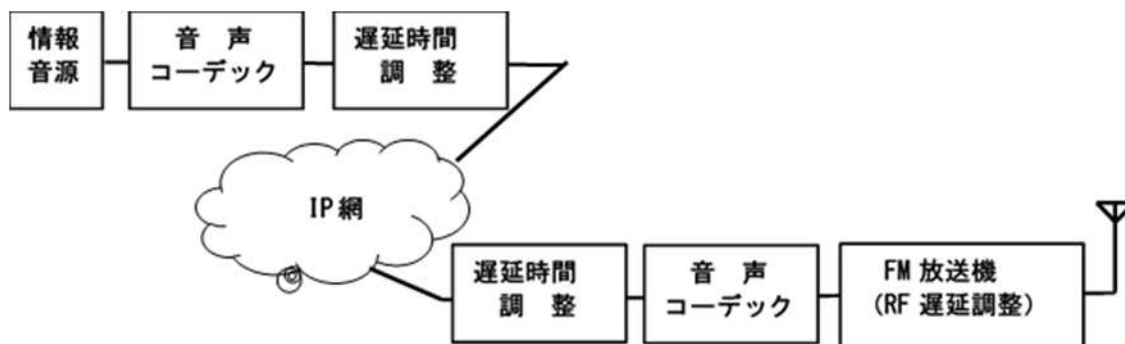 情報
音源
音　声
コーデック
遅延時間
調　整
IP 網
遅延時間
調　整
音　声
コーデック
FM 放送機
(RF 遅延調整)